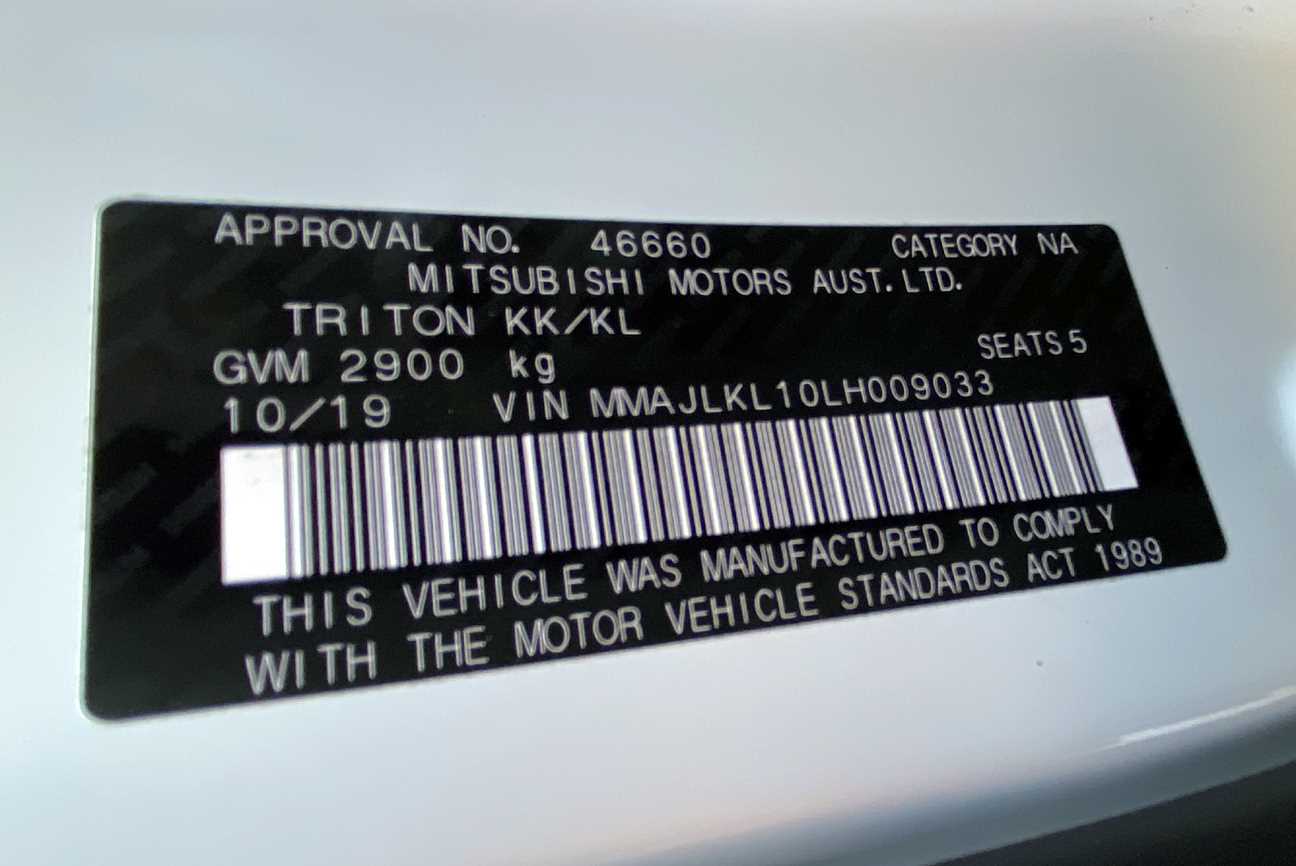 APPROVAL NO. 46660 CATEGORY NA
MITSUBISHI MOTORS AUST. LTD.
TRITON KK/KL
GVM 2900 kg SEATS 5
10/19 VIN MMAJLKL10LH009033
THIS VEHICLE WAS MANUFACTURED TO COMPLY
WITH THE MOTOR VEHICLE STANDARDS ACT 1989